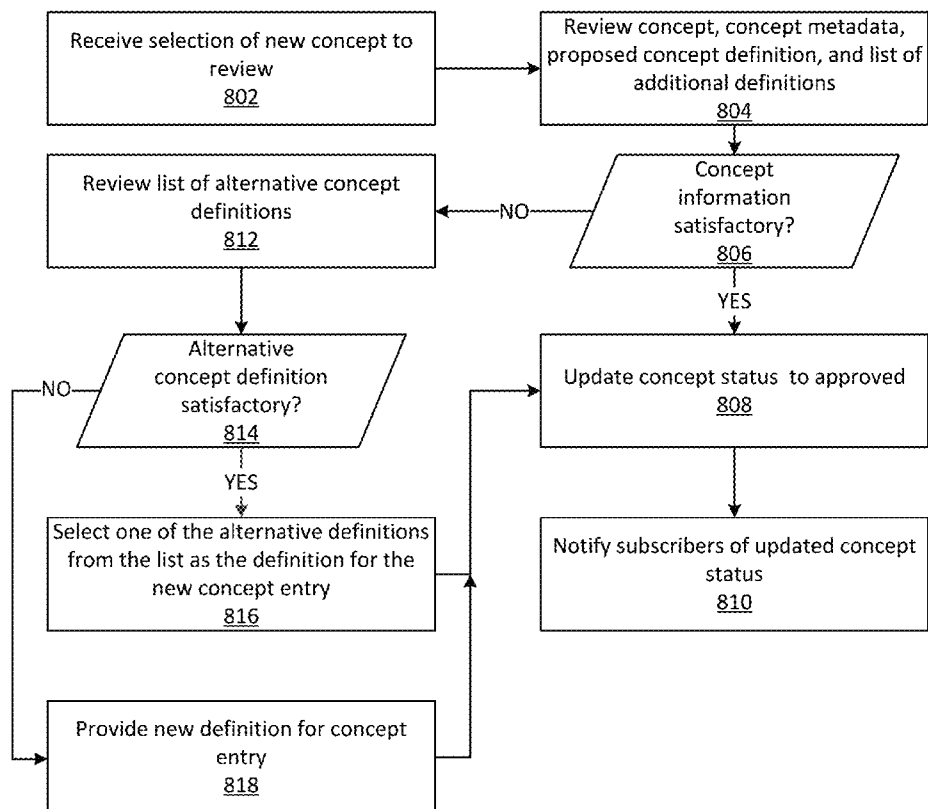 Receive selection of new concept to
review
802
Review concept, concept metadata,
proposed concept definition, and list of
additional definitions
804
Concept
information
satisfactory?
806
NO
YES
Review list of alternative concept
definitions
812
Alternative
concept definition
satisfactory?
814
NO
YES
Update concept status to approved
808
Select one of the alternative definitions
from the list as the definition for the
new concept entry
816
Notify subscribers of updated concept
status
810
Provide new definition for concept
entry
818